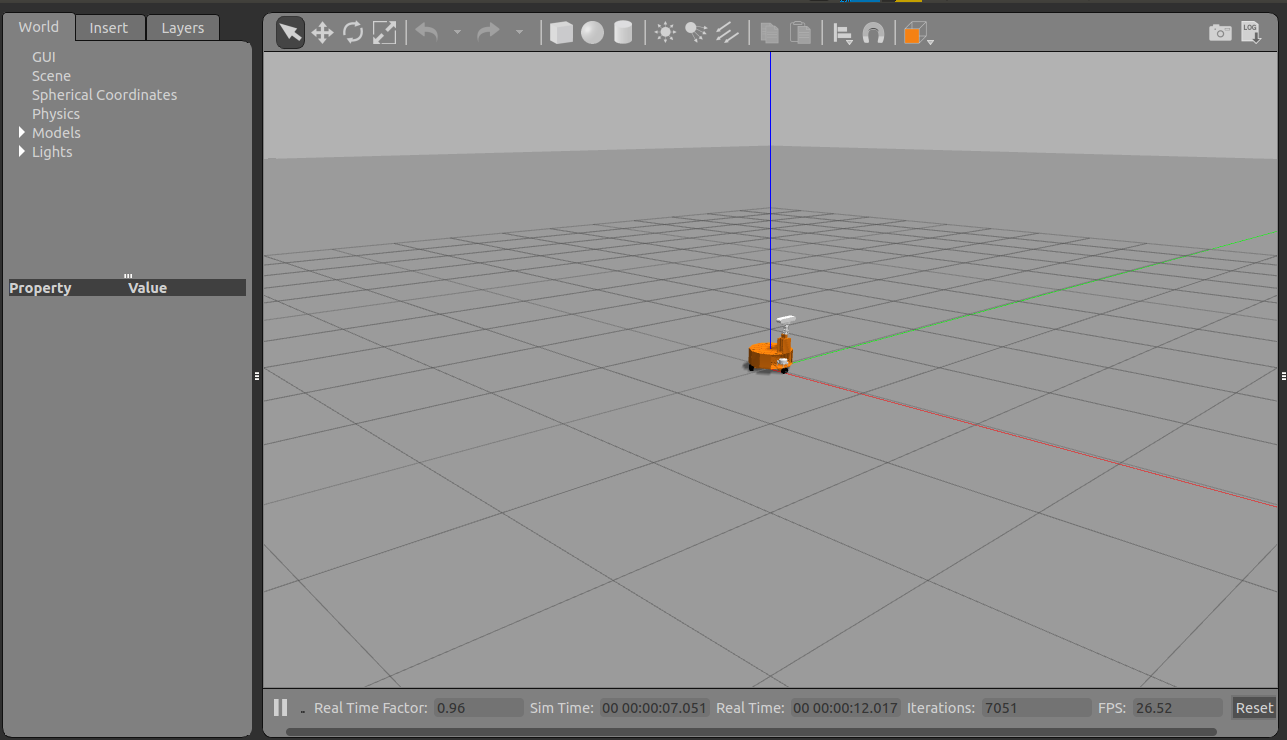 World Insert Layers
LOG
GUI
Scene
Spherical Coordinates
Physics
Models
Lights
Property Value
Real Time Factor: 0.96 Sim Time: 00 00:00:07.051 Real Time: 00 00:00:12.017 Iterations: 7051 FPS: 26.52 Reset